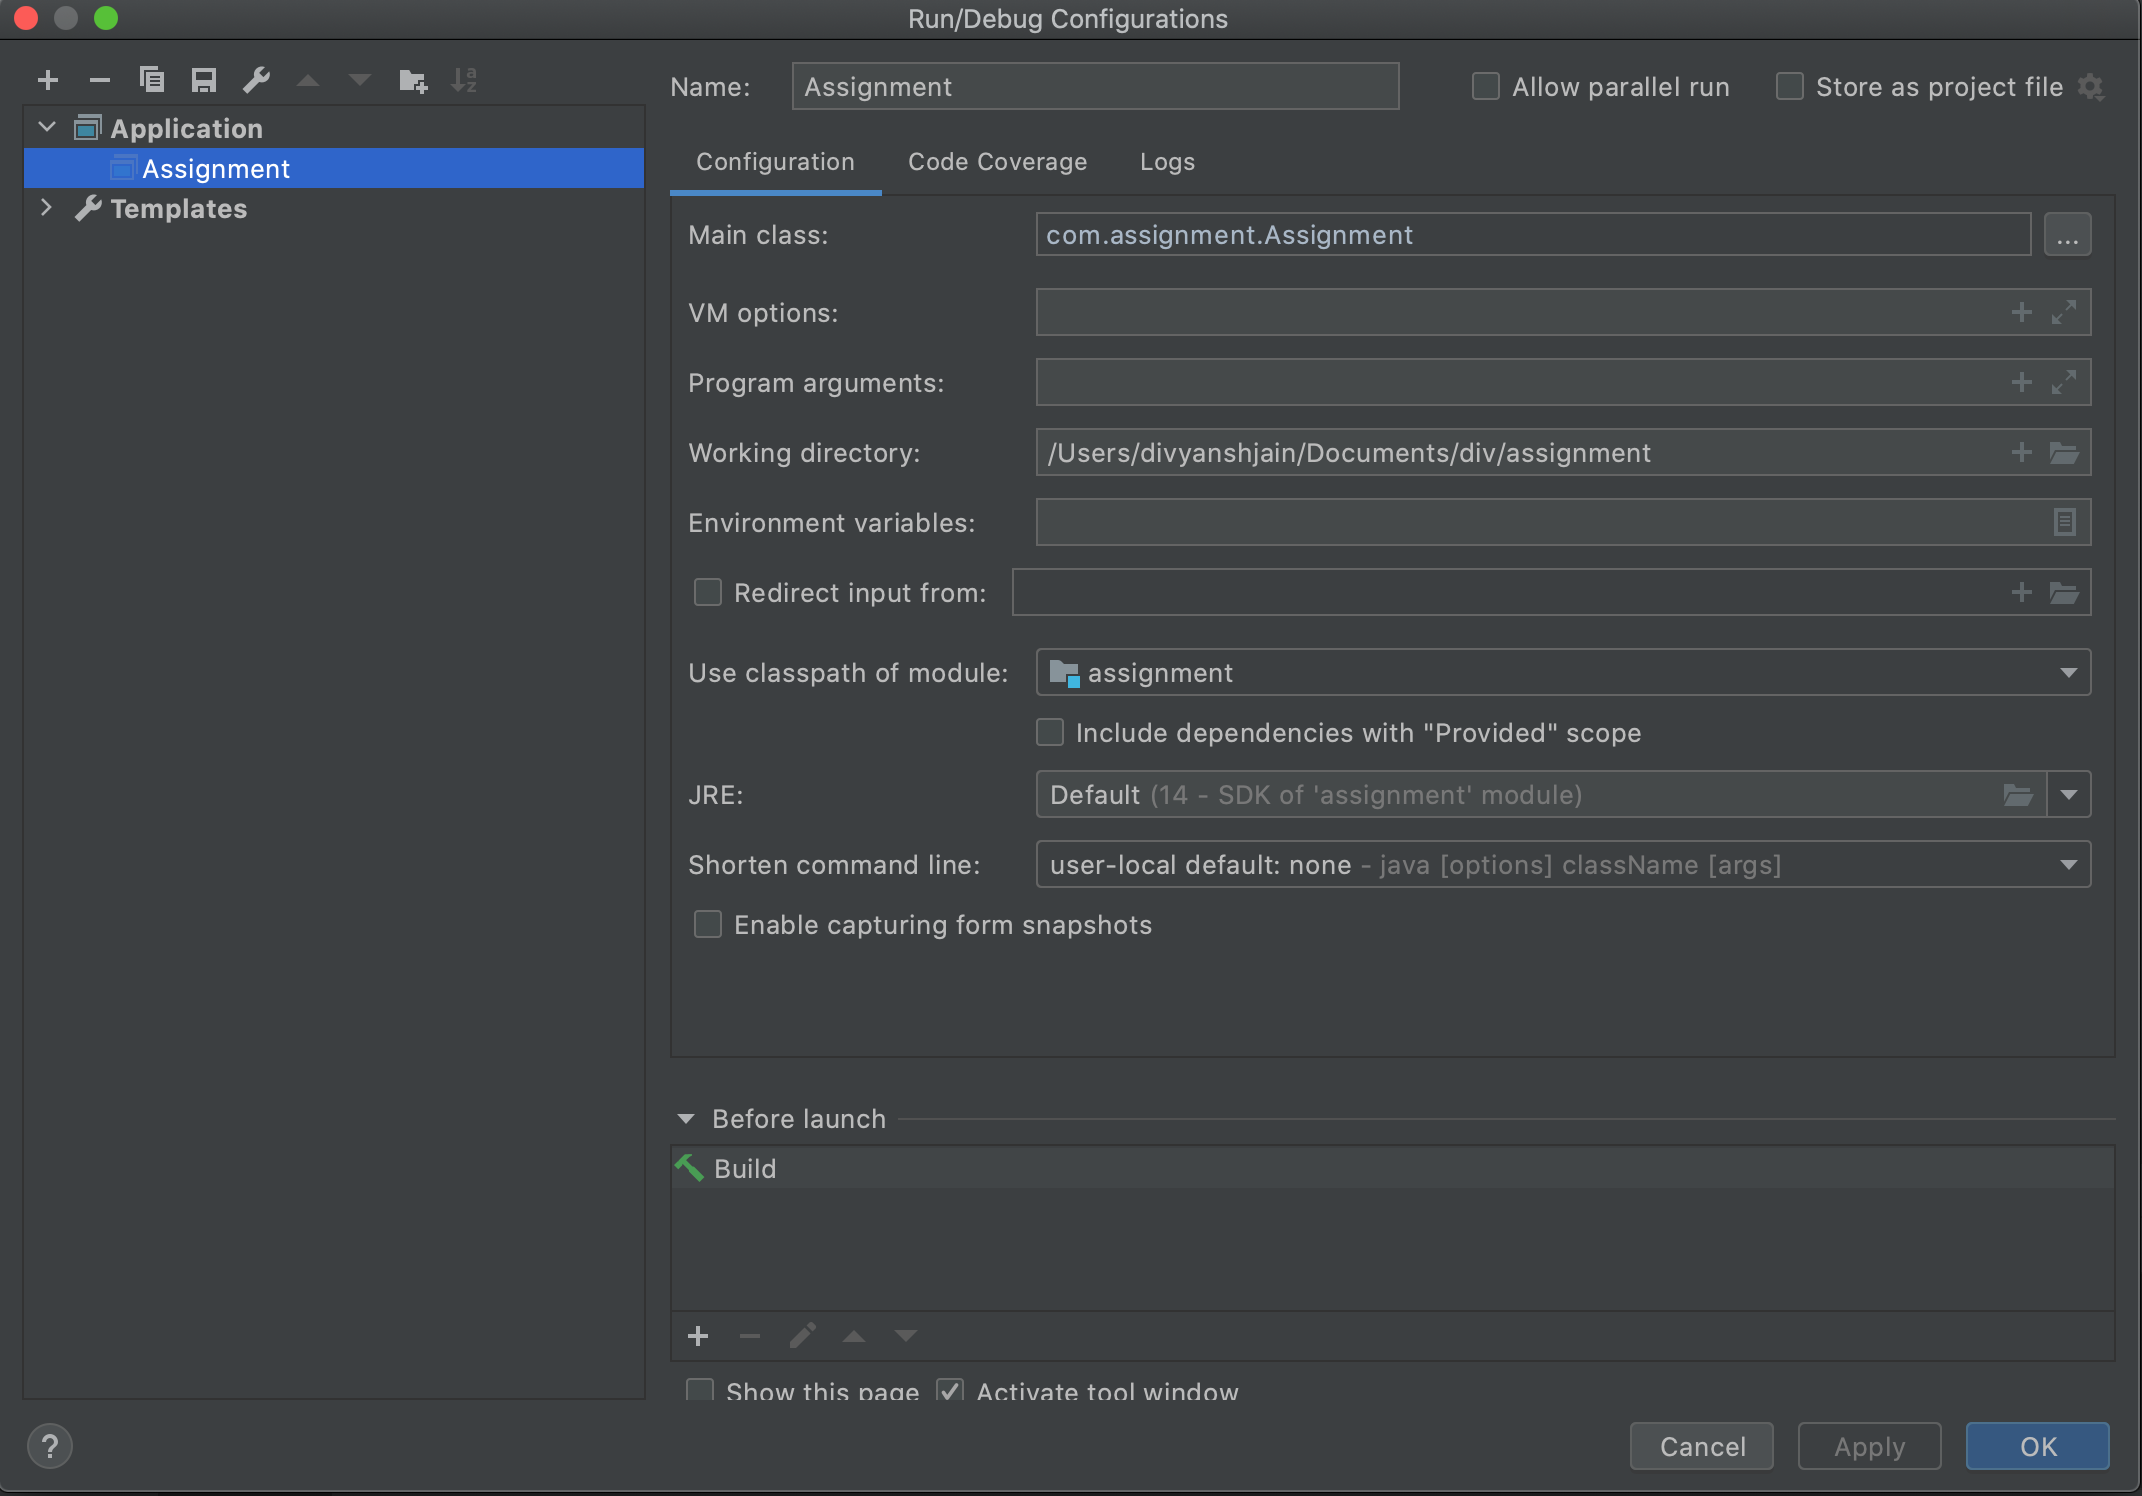 Run/Debug Configurations
Name: Assignment Allow parallel run Store as project file
Application
Assignment
Templates
Configuration Code Coverage Logs
Main class: com.assignment.Assignment ...
VM options:
Program arguments:
Working directory: /Users/divyanshjain/Documents/div/assignment
Environment variables:
Redirect input from:
Use classpath of module: assignment
Include dependencies with "Provided" scope
JRE: Default (14 - SDK of 'assignment' module)
Shorten command line: user-local default: none - java [options] className [args]
Enable capturing form snapshots
Before launch
Build
Show this page Activate tool window
? Cancel Apply OK